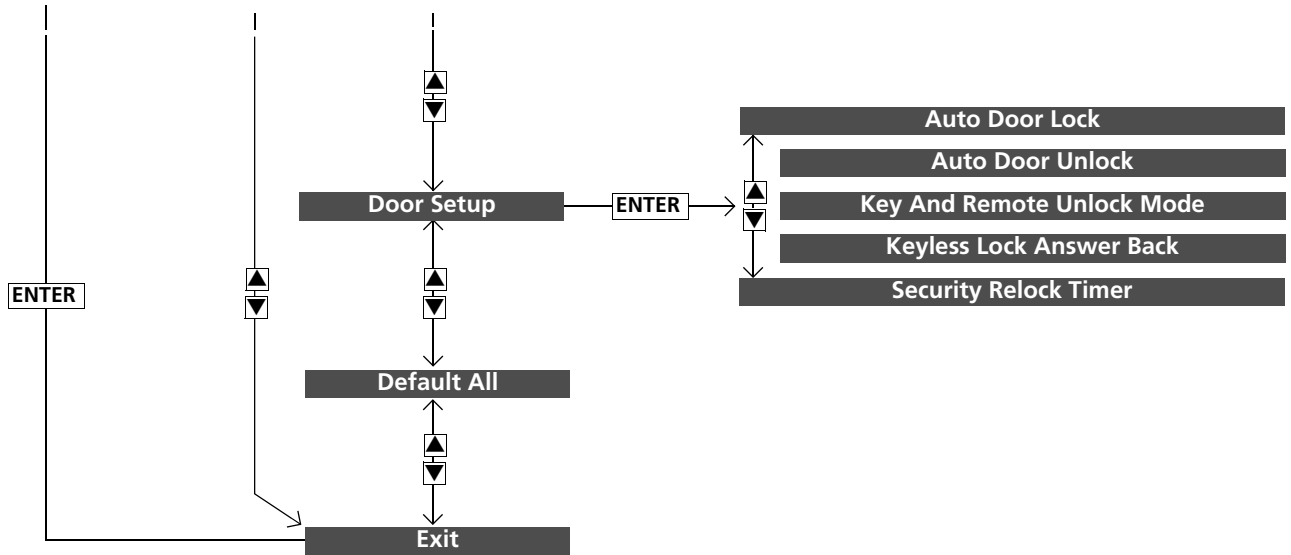 Auto Door Lock
Auto Door Unlock
Door Setup
ENTER
Key And Remote Unlock Mode
Keyless Lock Answer Back
ENTER
Security Relock Timer
Default All
Exit